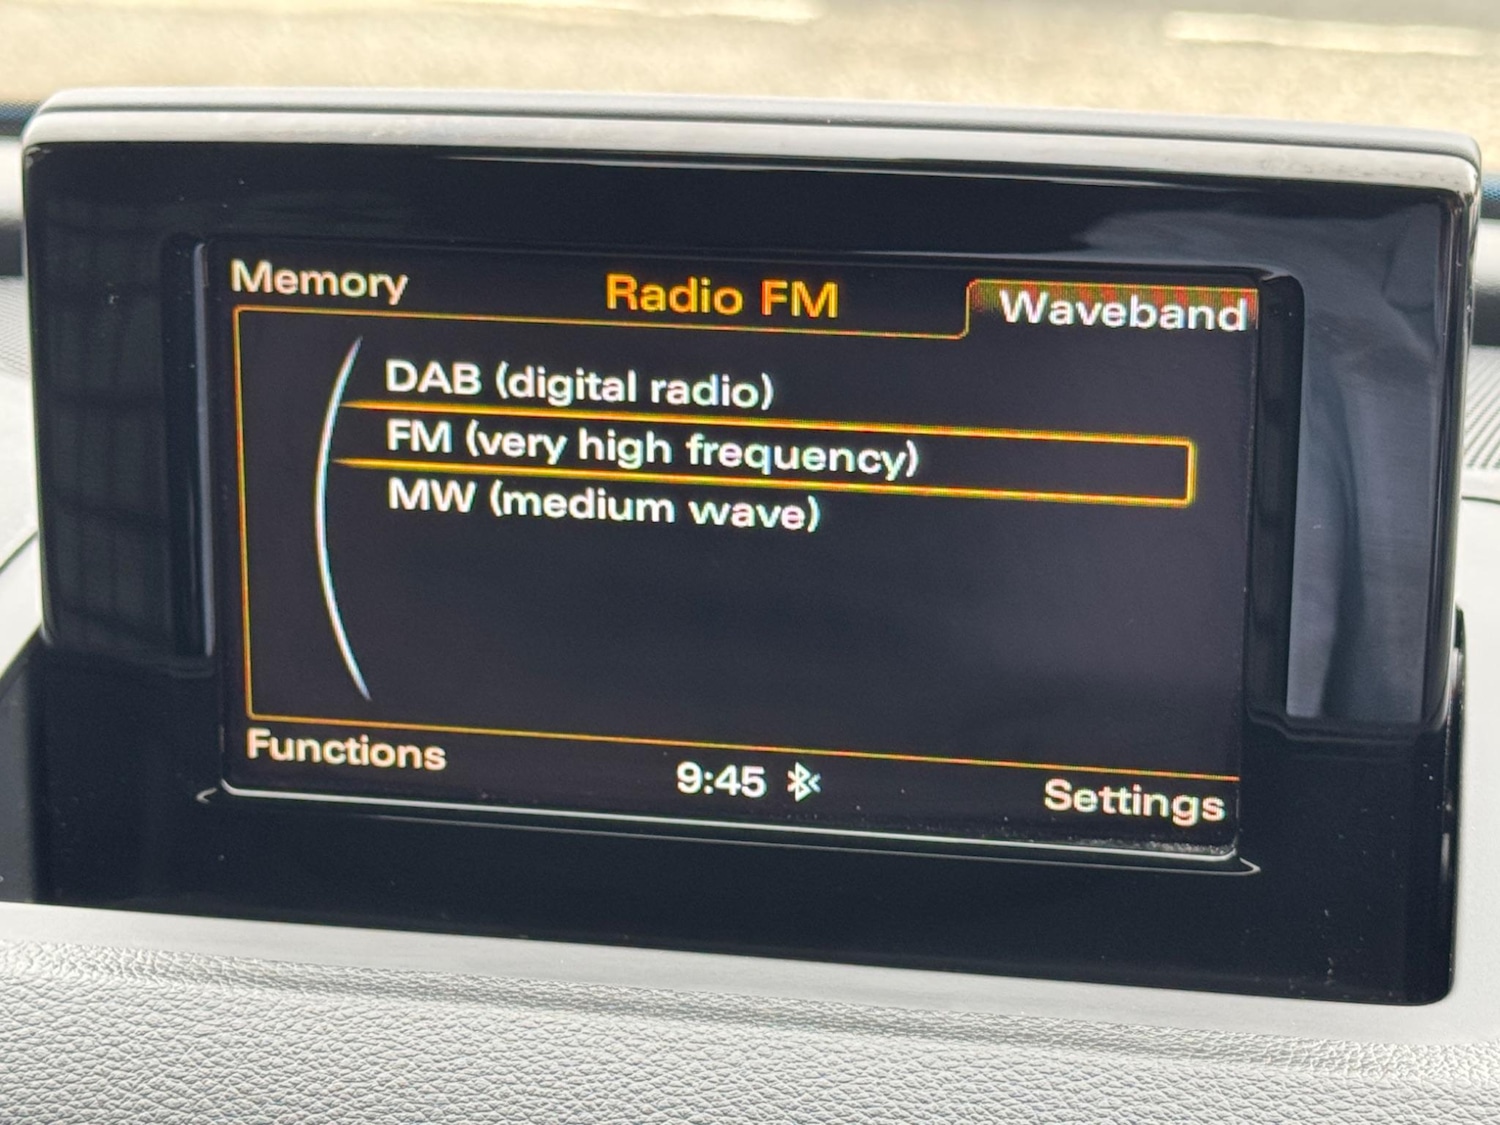 Memory Radio FM Waveband
DAB (digital radio)
FM (very high frequency)
MW (medium wave)
Functions 9:45 Settings